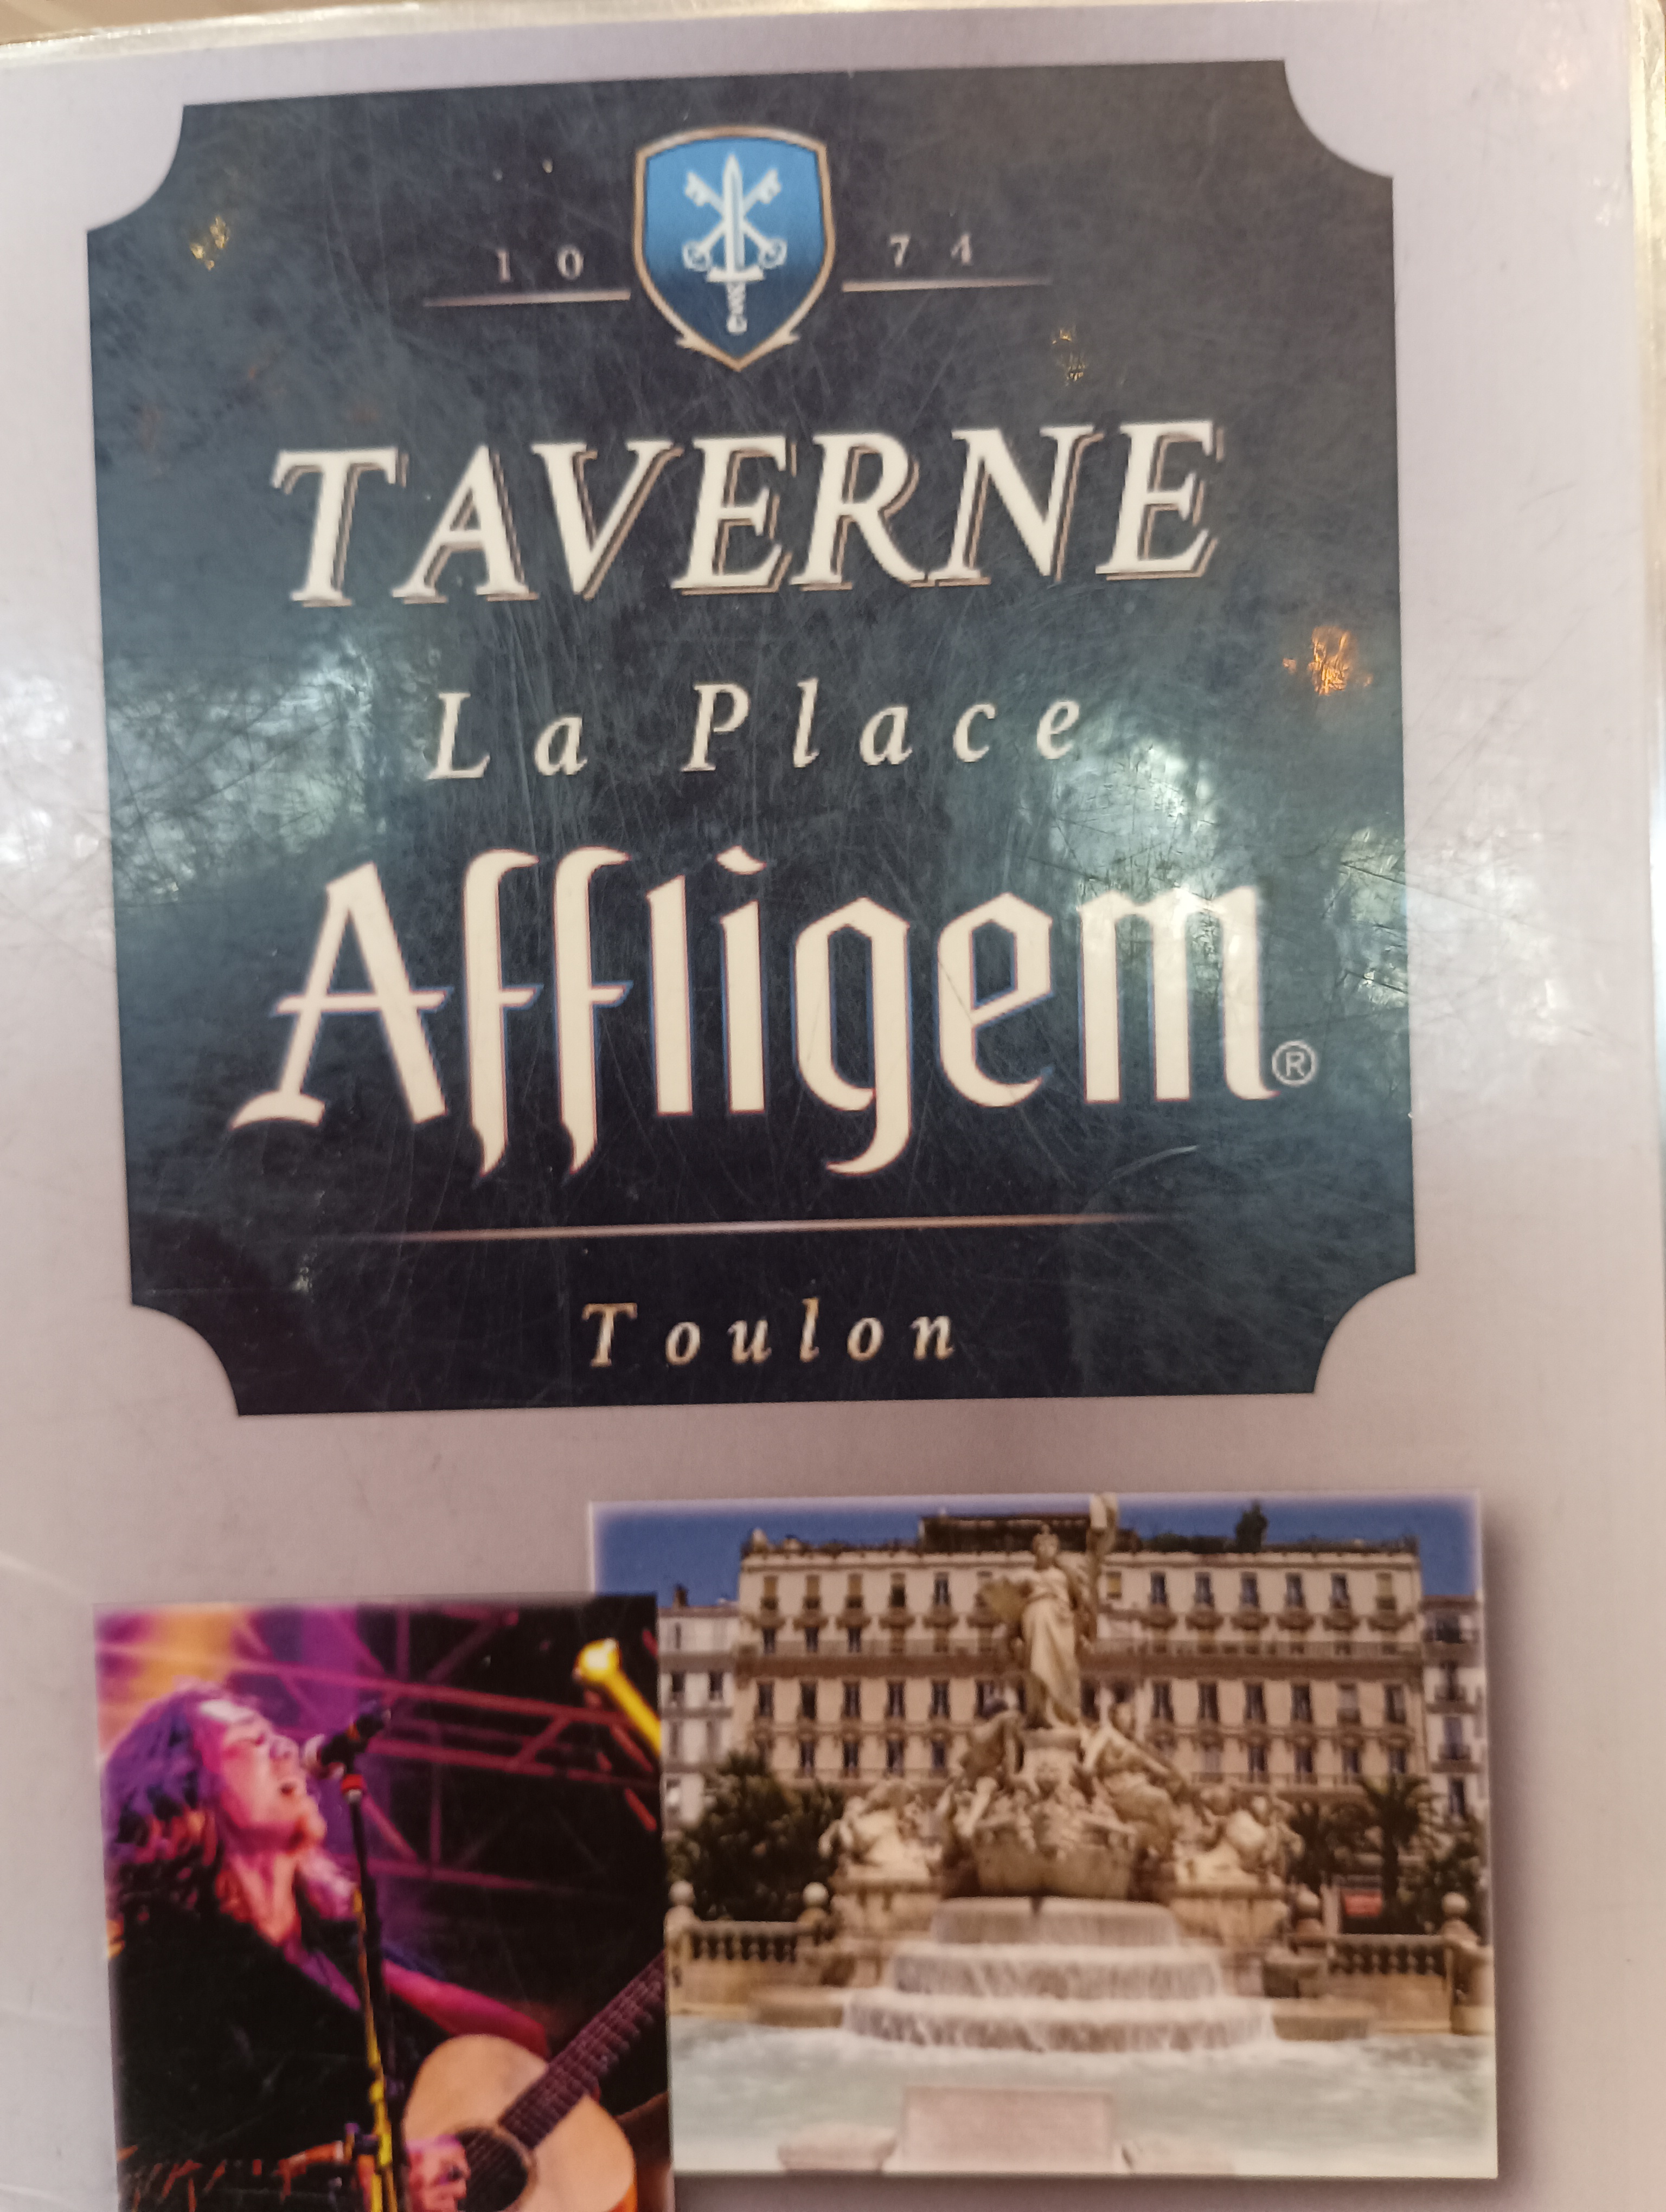 10 74
TAVERNE
La Place
Affligem®
Toulon